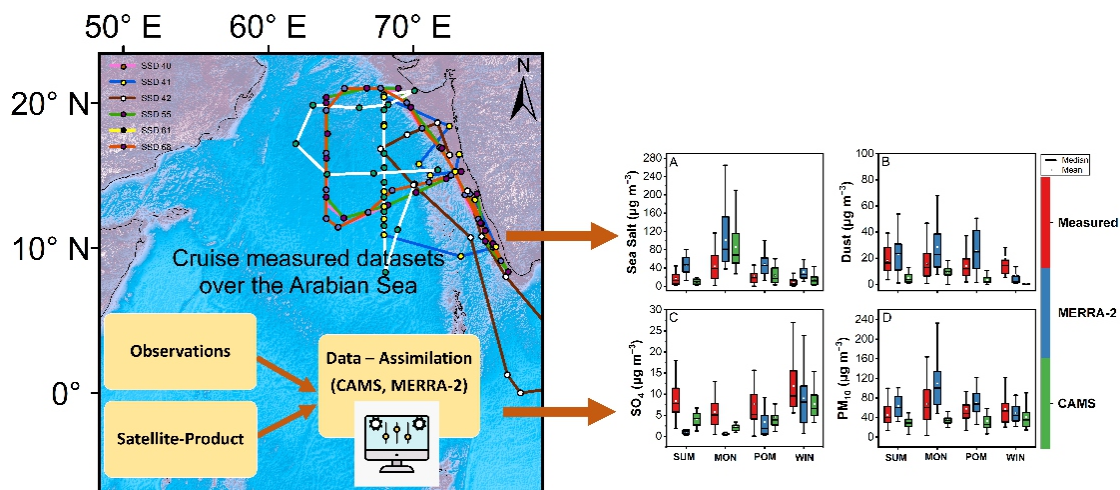 50° E 60° E 70° E
20° N
10° N
0°
SSD 40
SSD 41
SSD 42
SSD 55
SSD 61
SSD 68
N
Cruise measured datasets
over the Arabian Sea
Observations
Satellite-Product
Data – Assimilation
(CAMS, MERRA-2)
A
Sea Salt (µg m⁻³)
280
240
200
160
120
80
40
0
B
Dust (µg m⁻³)
100
80
60
40
20
0
C
SO₄ (µg m⁻³)
30
25
20
15
10
5
0
SUM MON POM WIN
D
PM₁₀ (µg m⁻³)
240
200
160
120
80
40
0
SUM MON POM WIN
Median
Mean
Measured
MERRA-2
CAMS